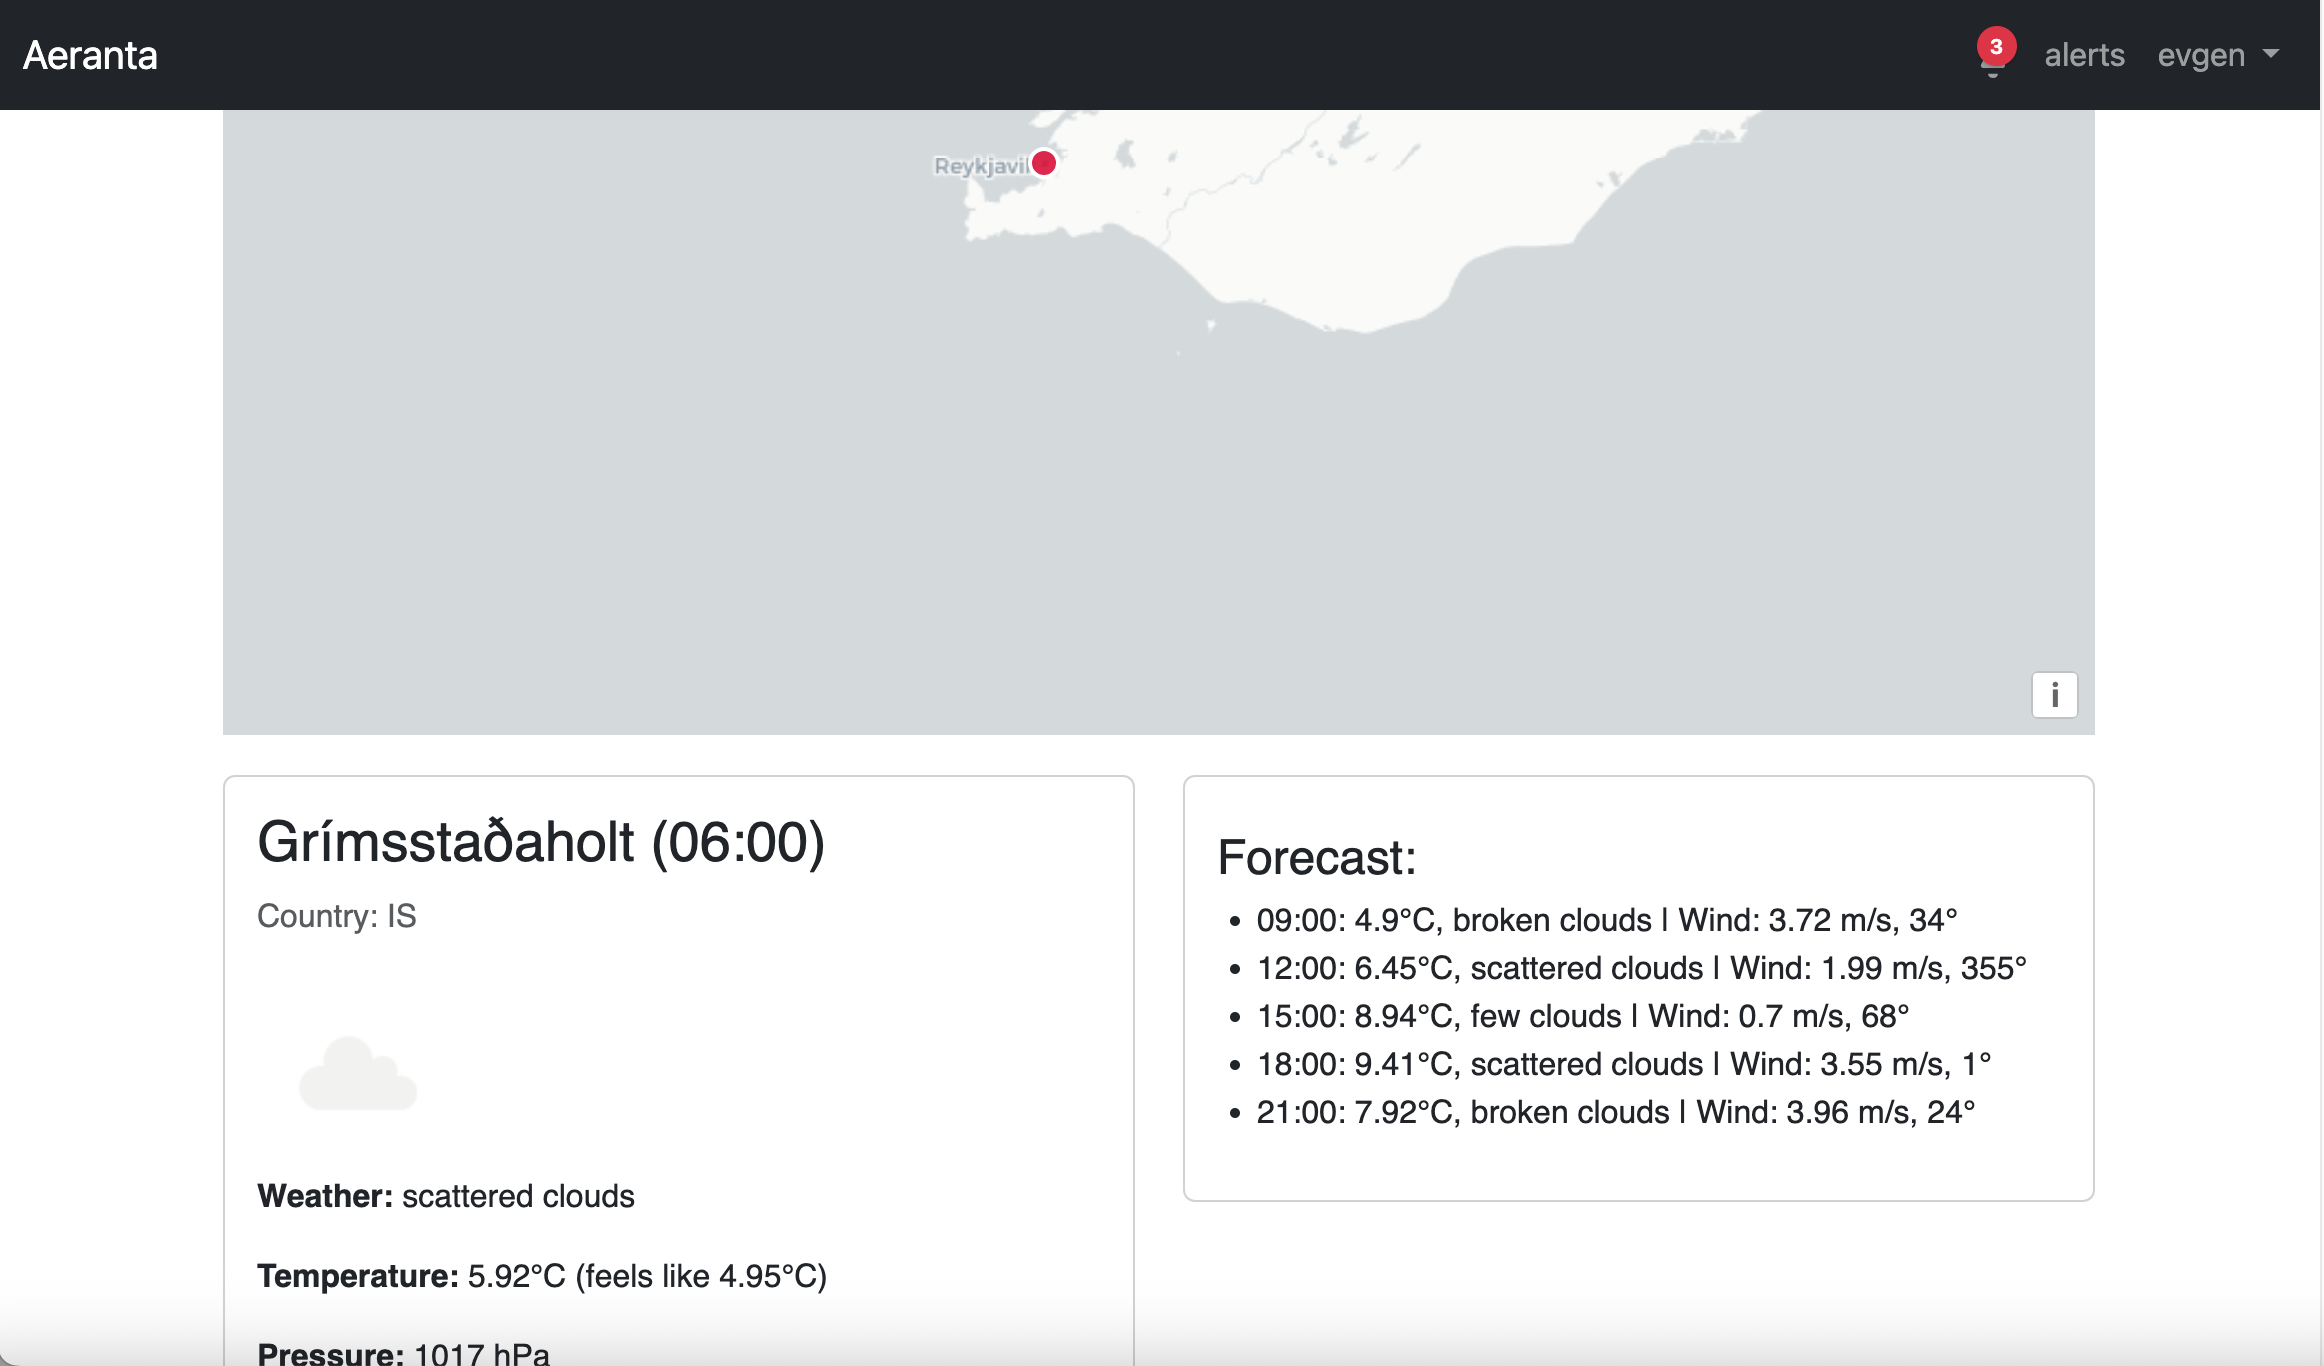 Aeranta
3 alerts evgen
Reykjavi
i
Grímsstaðaholt (06:00)
Country: IS
Weather: scattered clouds
Temperature: 5.92°C (feels like 4.95°C)
Pressure: 1017 hPa
Forecast:
• 09:00: 4.9°C, broken clouds | Wind: 3.72 m/s, 34°
• 12:00: 6.45°C, scattered clouds | Wind: 1.99 m/s, 355°
• 15:00: 8.94°C, few clouds | Wind: 0.7 m/s, 68°
• 18:00: 9.41°C, scattered clouds | Wind: 3.55 m/s, 1°
• 21:00: 7.92°C, broken clouds | Wind: 3.96 m/s, 24°